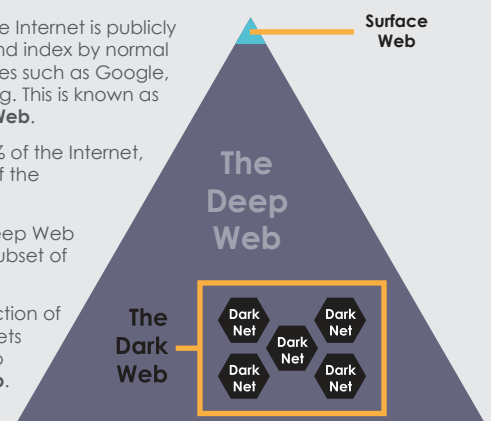 e Internet is publicly
nd index by normal
es such as Google,
g. This is known as
Web.
% of the Internet,
f the
eep Web
ubset of
ction of
ets
o
b.
Surface
Web
The
Deep
Web
The
Dark
Web
Dark
Net
Dark
Net
Dark
Net
Dark
Net
Dark
Net